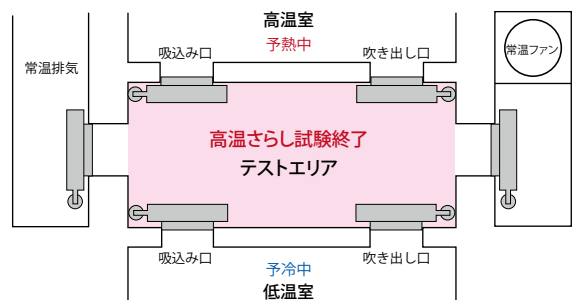 高温室
予熱中
吸込み口
吹き出し口
常温排気
常温ファン
高温さらし試験終了
テストエリア
吸込み口
吹き出し口
予冷中
低温室